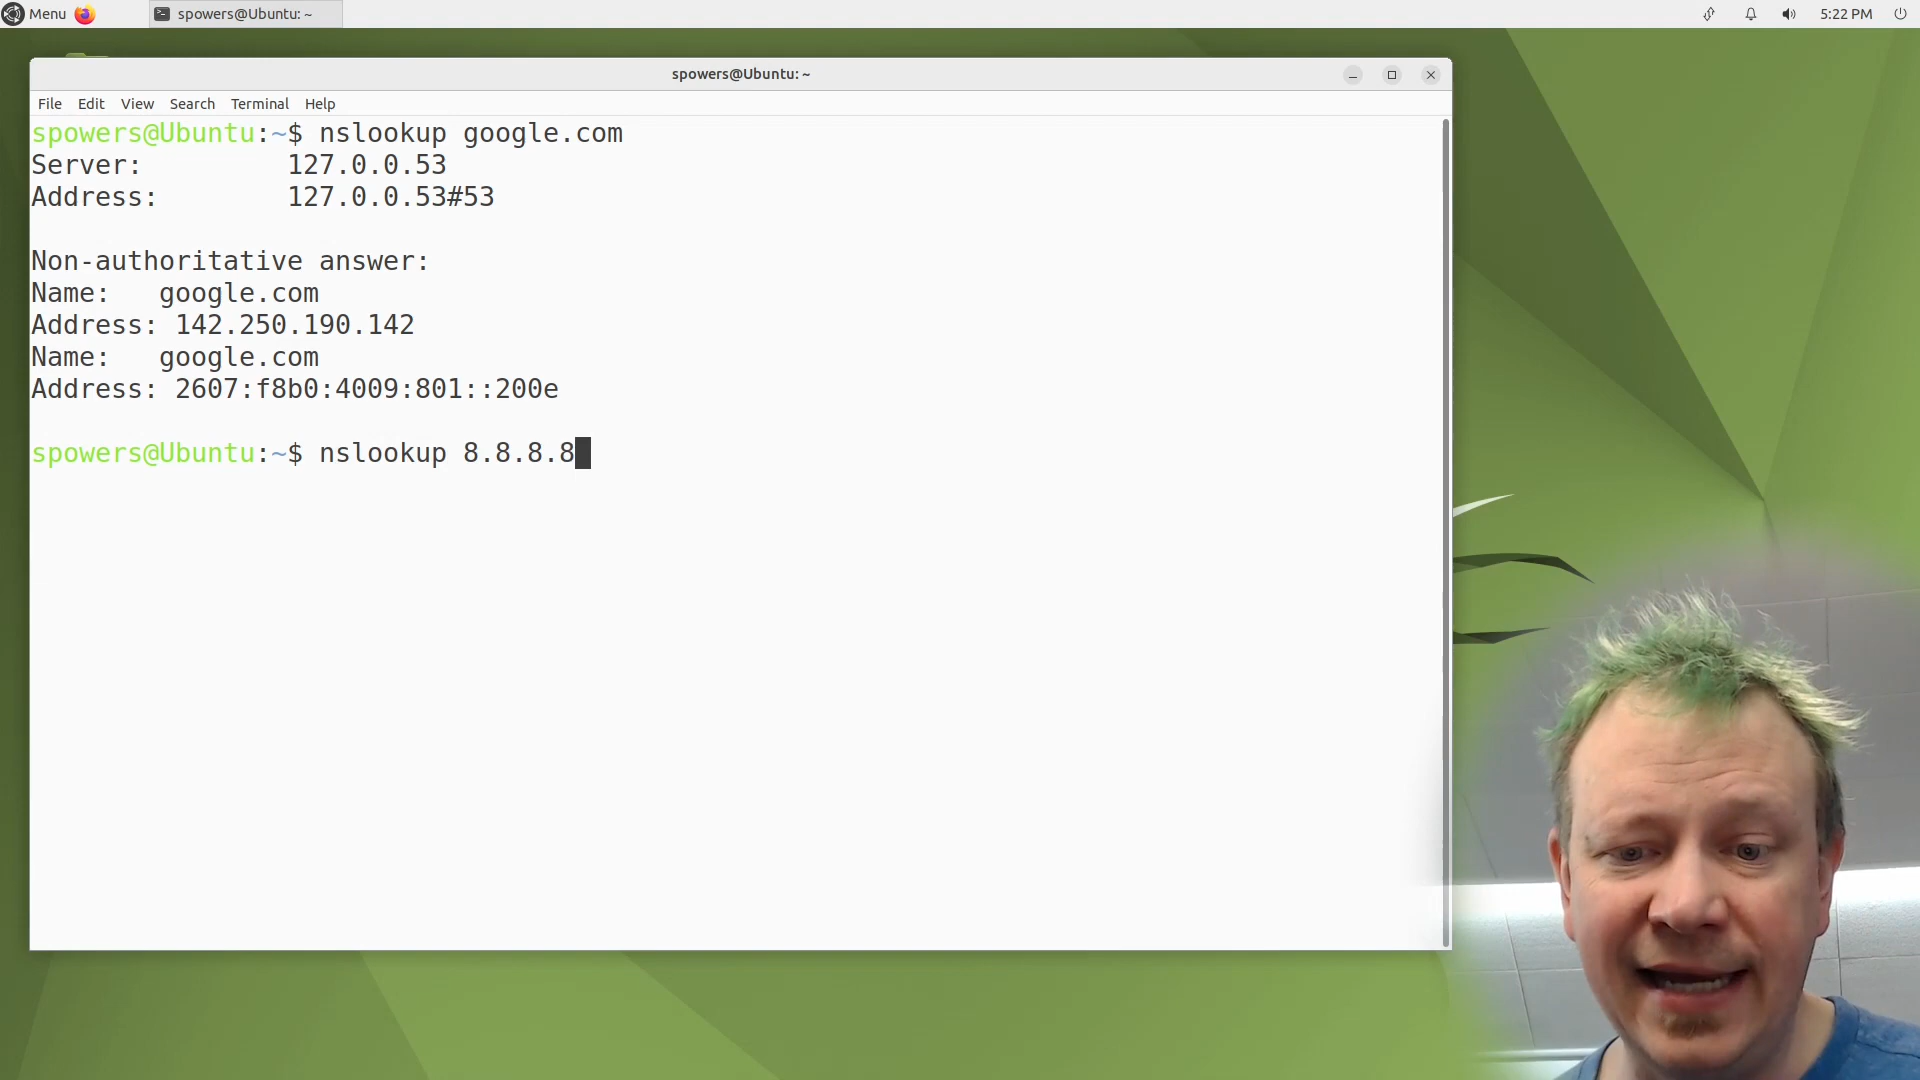 Menu
spowers@Ubuntu: ~
5:22 PM
spowers@Ubuntu: ~
File Edit View Search Terminal Help
spowers@Ubuntu:~$ nslookup google.com
Server:         127.0.0.53
Address:        127.0.0.53#53
Non-authoritative answer:
Name:   google.com
Address: 142.250.190.142
Name:   google.com
Address: 2607:f8b0:4009:801::200e
spowers@Ubuntu:~$ nslookup 8.8.8.8